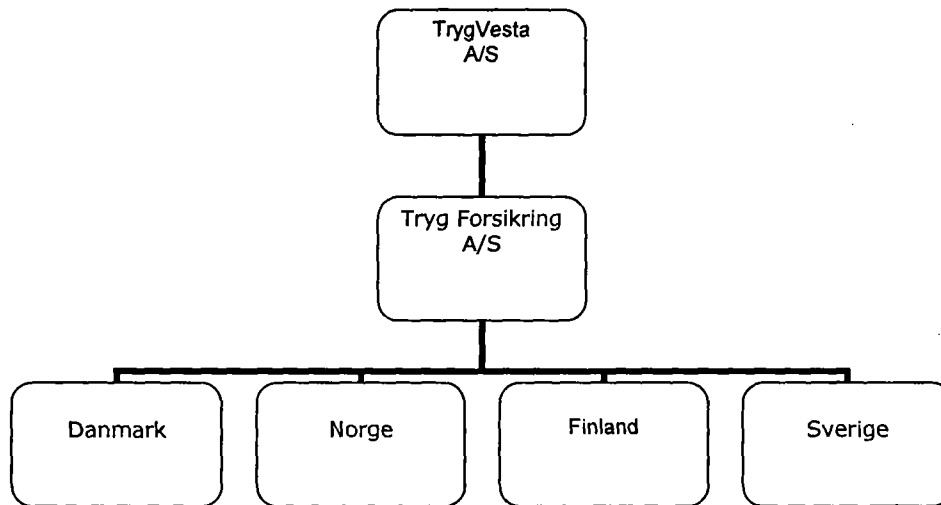 TrygVesta
A/S
Tryg Forsikring
A/S
Danmark
Norge
Finland
Sverige